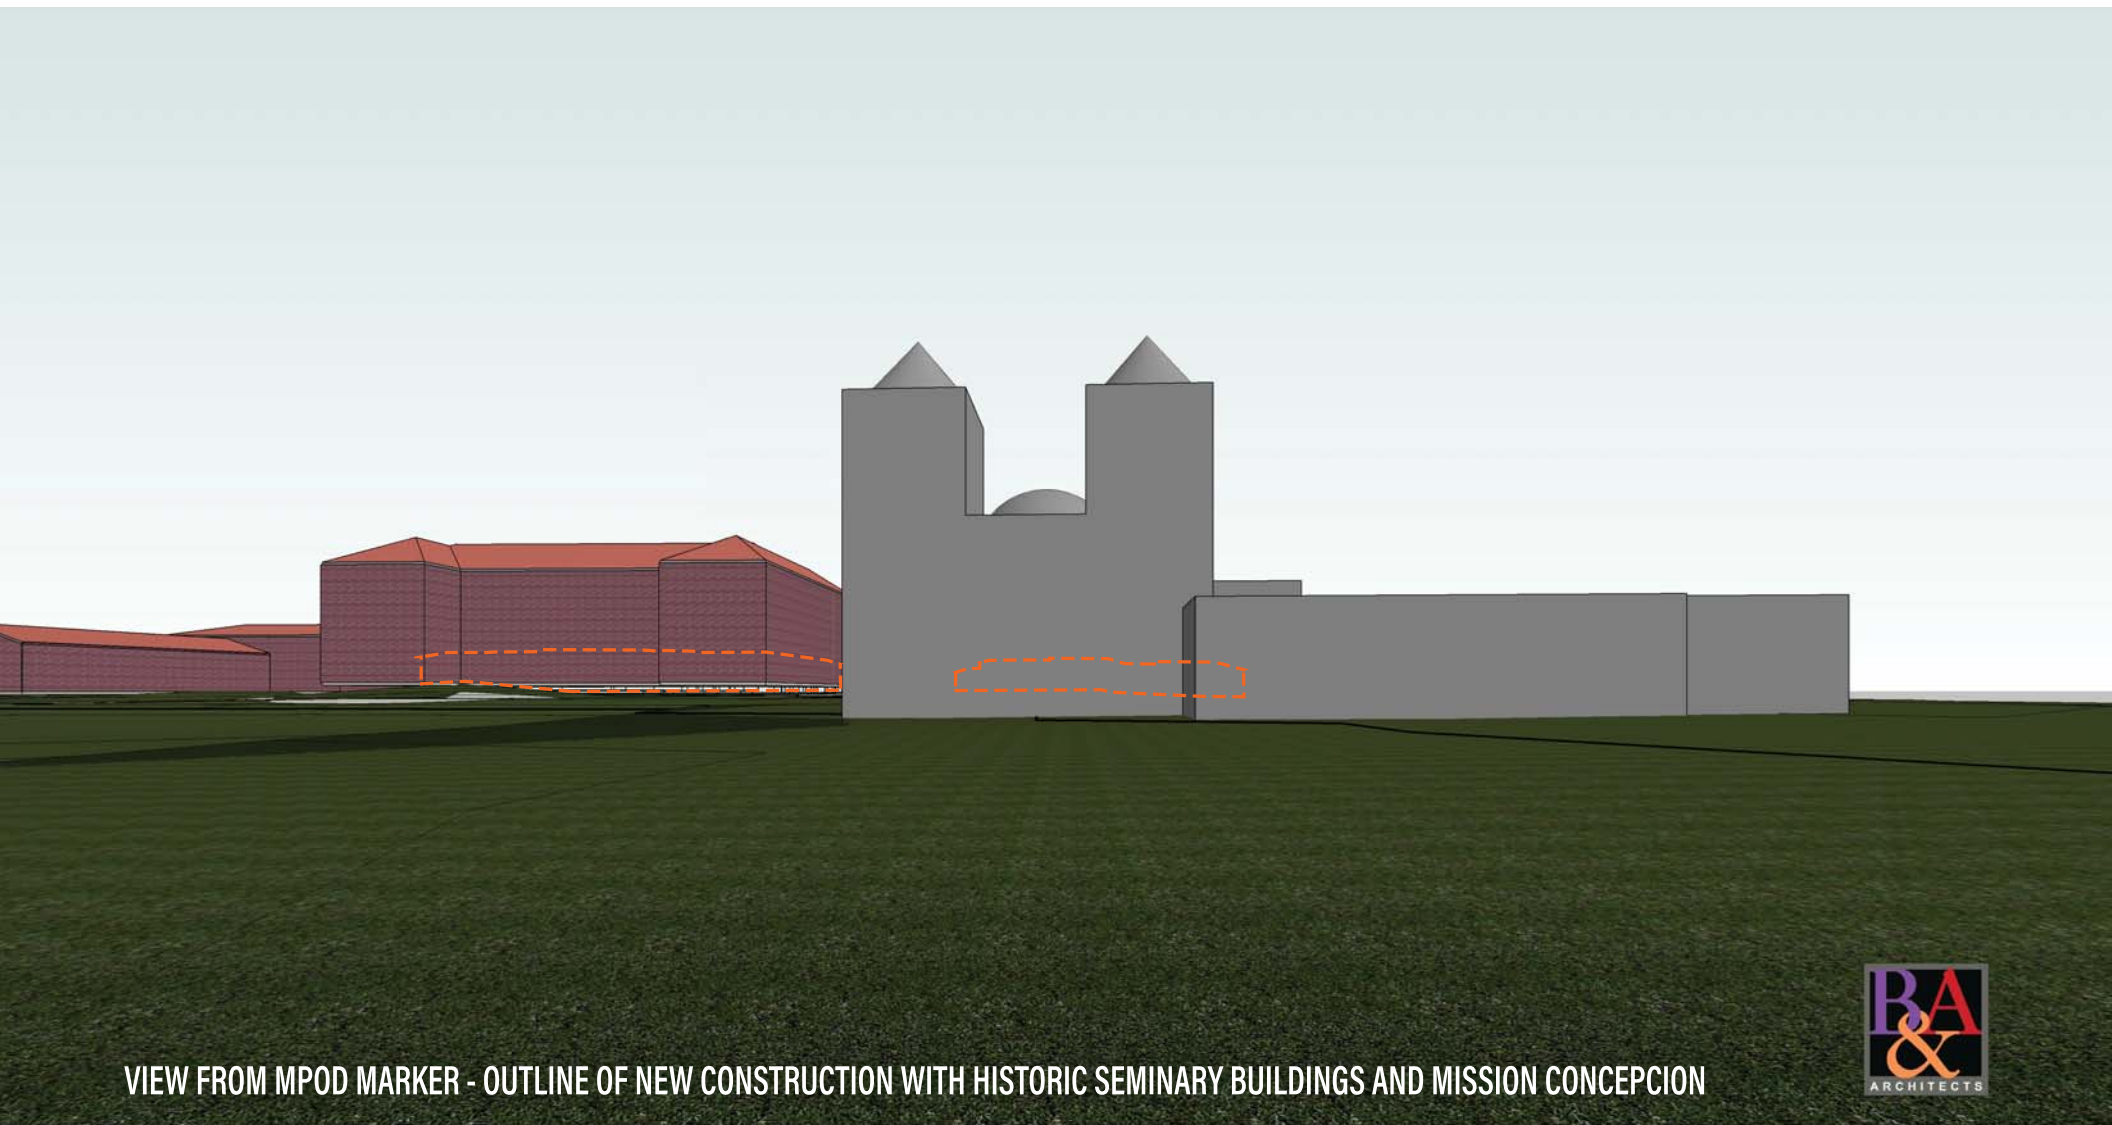 B&A
ARCHITECTS
VIEW FROM MPOD MARKER - OUTLINE OF NEW CONSTRUCTION WITH HISTORIC SEMINARY BUILDINGS AND MISSION CONCEPCION